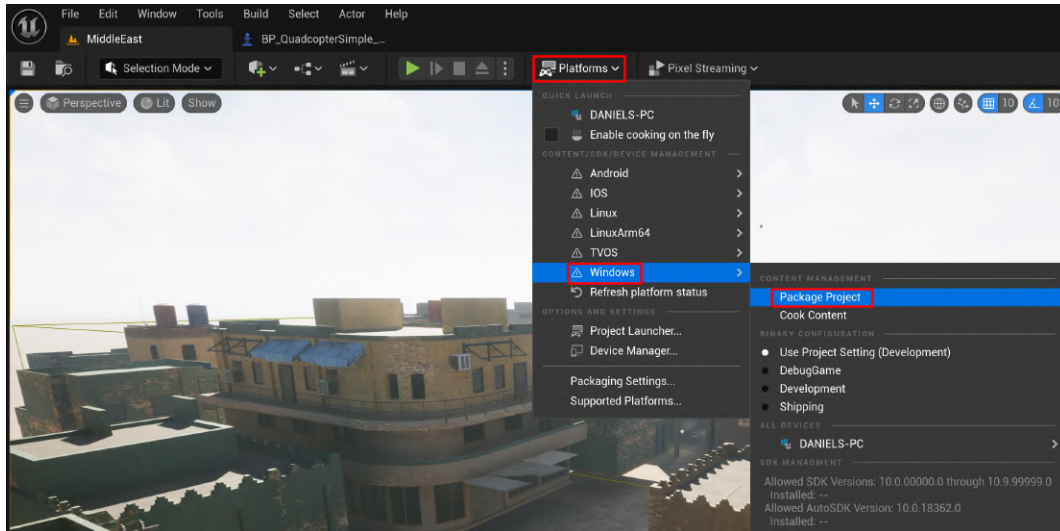 File Edit Window Tools Build Select Actor Help
MiddleEast
BP_QuadcopterSimple_...
Selection Mode
Platforms
Pixel Streaming
Perspective
Lit
Show
10
10
QUICK LAUNCH
DANIELS-PC
Enable cooking on the fly
CONTENT/SDK/DEVICE MANAGEMENT
Android
IOS
Linux
LinuxArm64
TVOS
Windows
Refresh platform status
OPTIONS AND SETTINGS
Project Launcher...
Device Manager...
Packaging Settings...
Supported Platforms...
CONTENT MANAGEMENT
Package Project
Cook Content
BINARY CONFIGURATION
Use Project Setting (Development)
DebugGame
Development
Shipping
ALL DEVICES
DANIELS-PC
SDK MANAGMENT
Allowed SDK Versions: 10.0.00000.0 through 10.9.99999.0
Installed: --
Allowed AutoSDK Version: 10.0.18362.0
Installed: --